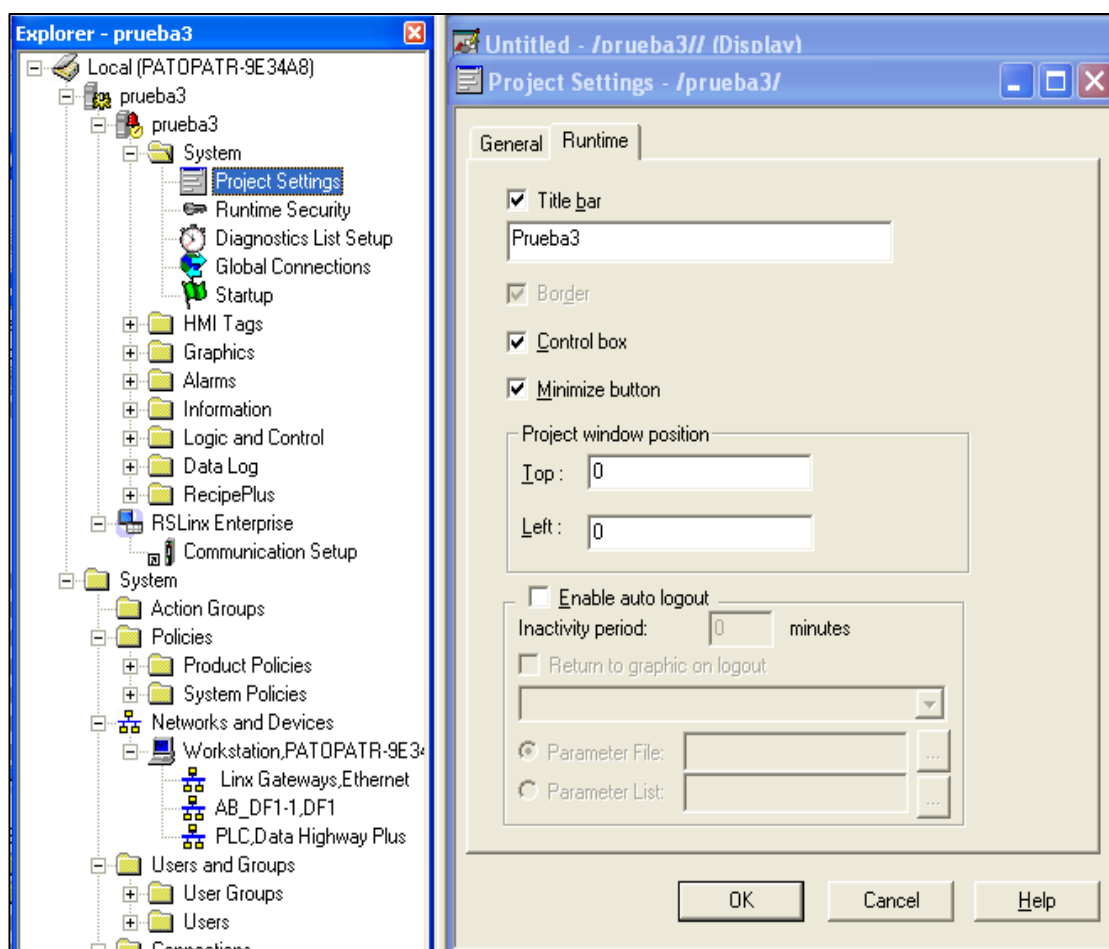 Explorer - prueba3
Local (PATOPATR-9E34A8)
prueba3
prueba3
System
Project Settings
Runtime Security
Diagnostics List Setup
Global Connections
Startup
HMI Tags
Graphics
Alarms
Information
Logic and Control
Data Log
RecipePlus
RSLinx Enterprise
Communication Setup
System
Action Groups
Policies
Product Policies
System Policies
Networks and Devices
Workstation,PATOPATR-9E34
Linx Gateways,Ethernet
AB_DF1-1,DF1
PLC,Data Highway Plus
Users and Groups
User Groups
Users
Connections
Untitled - /prueba3// (Display)
Project Settings - /prueba3/
General Runtime
Title bar
Prueba3
Border
Control box
Minimize button
Project window position
Top : 0
Left : 0
Enable auto logout
Inactivity period: 0 minutes
Return to graphic on logout
Parameter File: ...
Parameter List: ...
OK Cancel Help